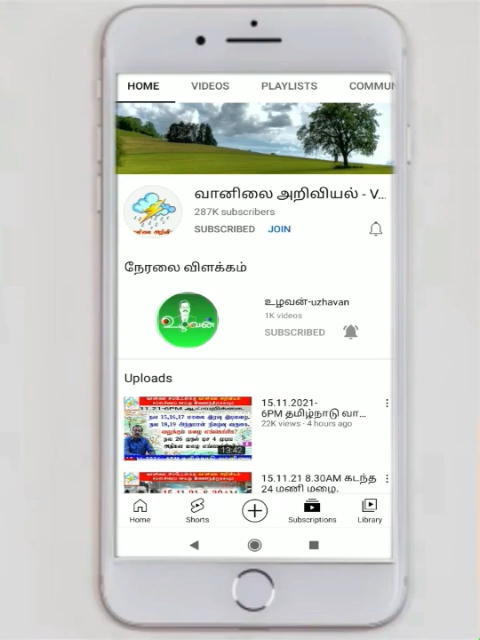 HOME VIDEOS PLAYLISTS COMMUN
வானிலை அறிவியல் - V...
287K subscribers
SUBSCRIBED JOIN
நேரலை விளக்கம்
உழவன்
உழவன்-uzhavan
1K videos
SUBSCRIBED
Uploads
15.11.2021-
6PM தமிழ்நாடு வா...
22K views · 4 hours ago
13:42
15.11.21 8.30AM கடந்த
24 மணி மழை.
Home Shorts Subscriptions Library